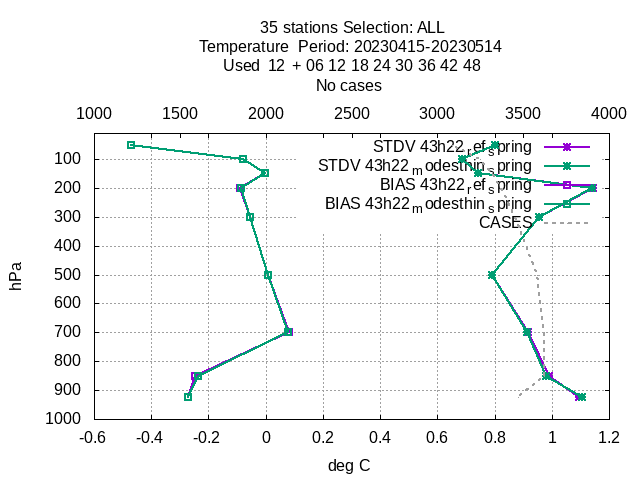 35 stations Selection: ALL
Temperature Period: 20230415-20230514
Used 12 + 06 12 18 24 30 36 42 48
No cases
1000 1500 2000 2500 3000 3500 4000
STDV 43h22_ref_spring
STDV 43h22_modesthin_spring
BIAS 43h22_ref_spring
BIAS 43h22_modesthin_spring
CASES
100
200
300
400
500
600
700
800
900
1000
hPa
-0.6 -0.4 -0.2 0 0.2 0.4 0.6 0.8 1 1.2
deg C